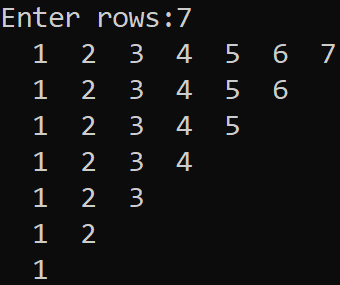 Enter rows:7
1 2 3 4 5 6 7
1 2 3 4 5 6
1 2 3 4 5
1 2 3 4
1 2 3
1 2
1